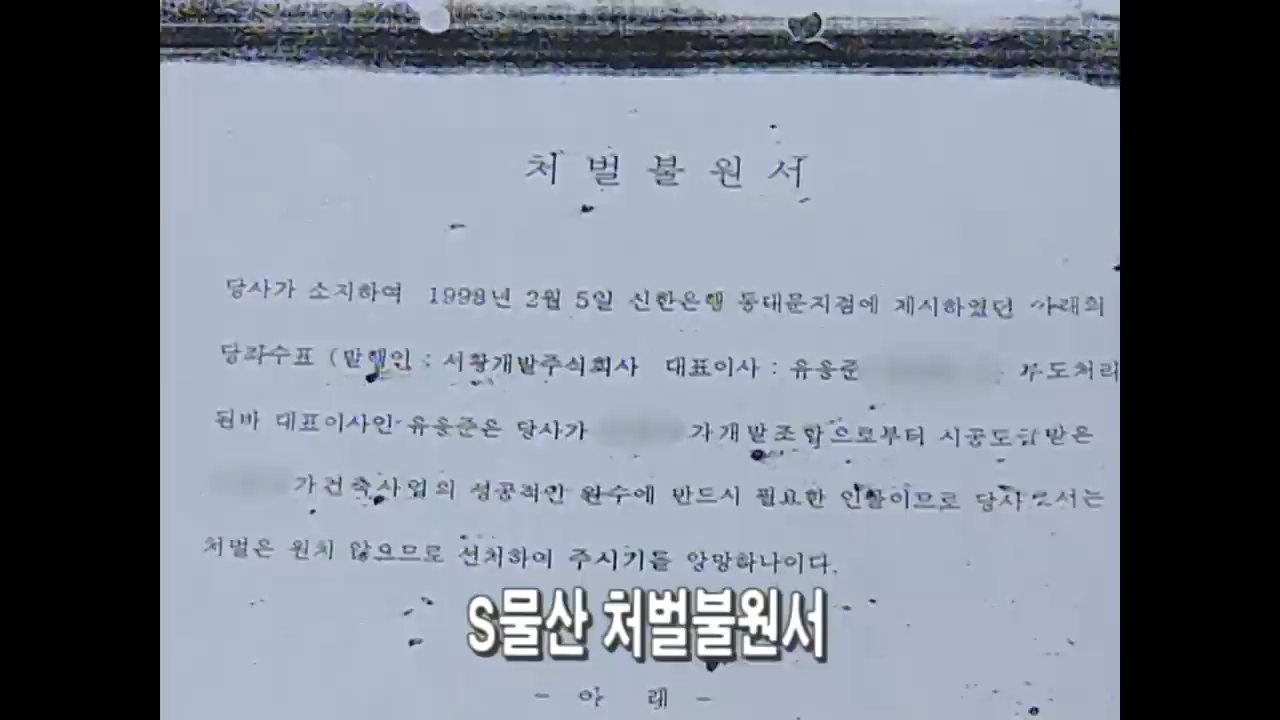 처벌불원서
당사가 소지하여 1998년 2월 5일 신한은행 동대문지점에 제시하였던 아래의
당좌수표 (발행인 : 서황개발주식회사 대표이사 : 유웅준 부도처리
된바 대표이사인 유웅준은 당사가 가개발조합으로부터 시공도급받은
가건축사업의 성공적인 완수에 반드시 필요한 인물이므로 당사로서는
처벌은 원치 않으므로 선처하여 주시기를 앙망하나이다.
S물산 처벌불원서
- 아 래 -